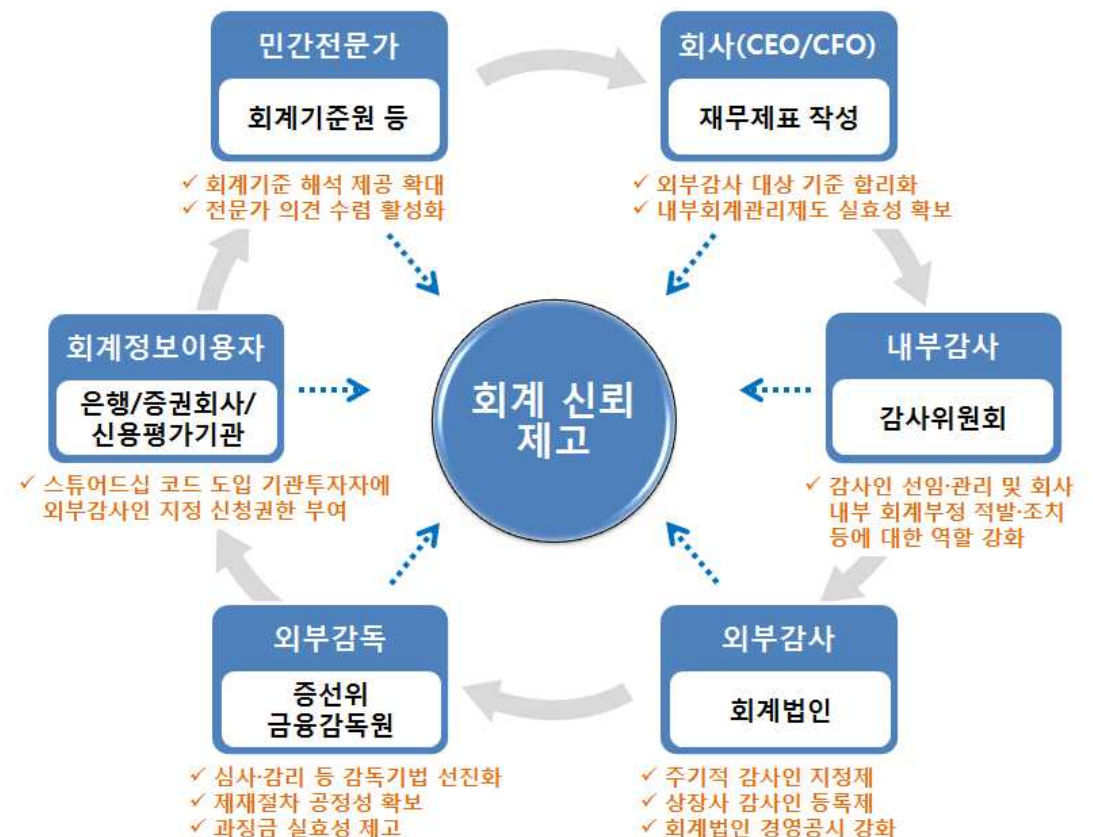 민간전문가
회계기준원 등
✓ 회계기준 해석 제공 확대
✓ 전문가 의견 수렴 활성화
회사(CEO/CFO)
재무제표 작성
✓ 외부감사 대상 기준 합리화
✓ 내부회계관리제도 실효성 확보
회계정보이용자
은행/증권회사/
신용평가기관
✓ 스튜어드십 코드 도입 기관투자자에
외부감사인 지정 신청권한 부여
회계 신뢰
제고
내부감사
감사위원회
✓ 감사인 선임·관리 및 회사
내부 회계부정 적발·조치
등에 대한 역할 강화
외부감독
증선위
금융감독원
✓ 심사·감리 등 감독기법 선진화
✓ 제재절차 공정성 확보
✓ 과징금 실효성 제고
외부감사
회계법인
✓ 주기적 감사인 지정제
✓ 상장사 감사인 등록제
✓ 회계법인 경영공시 강화